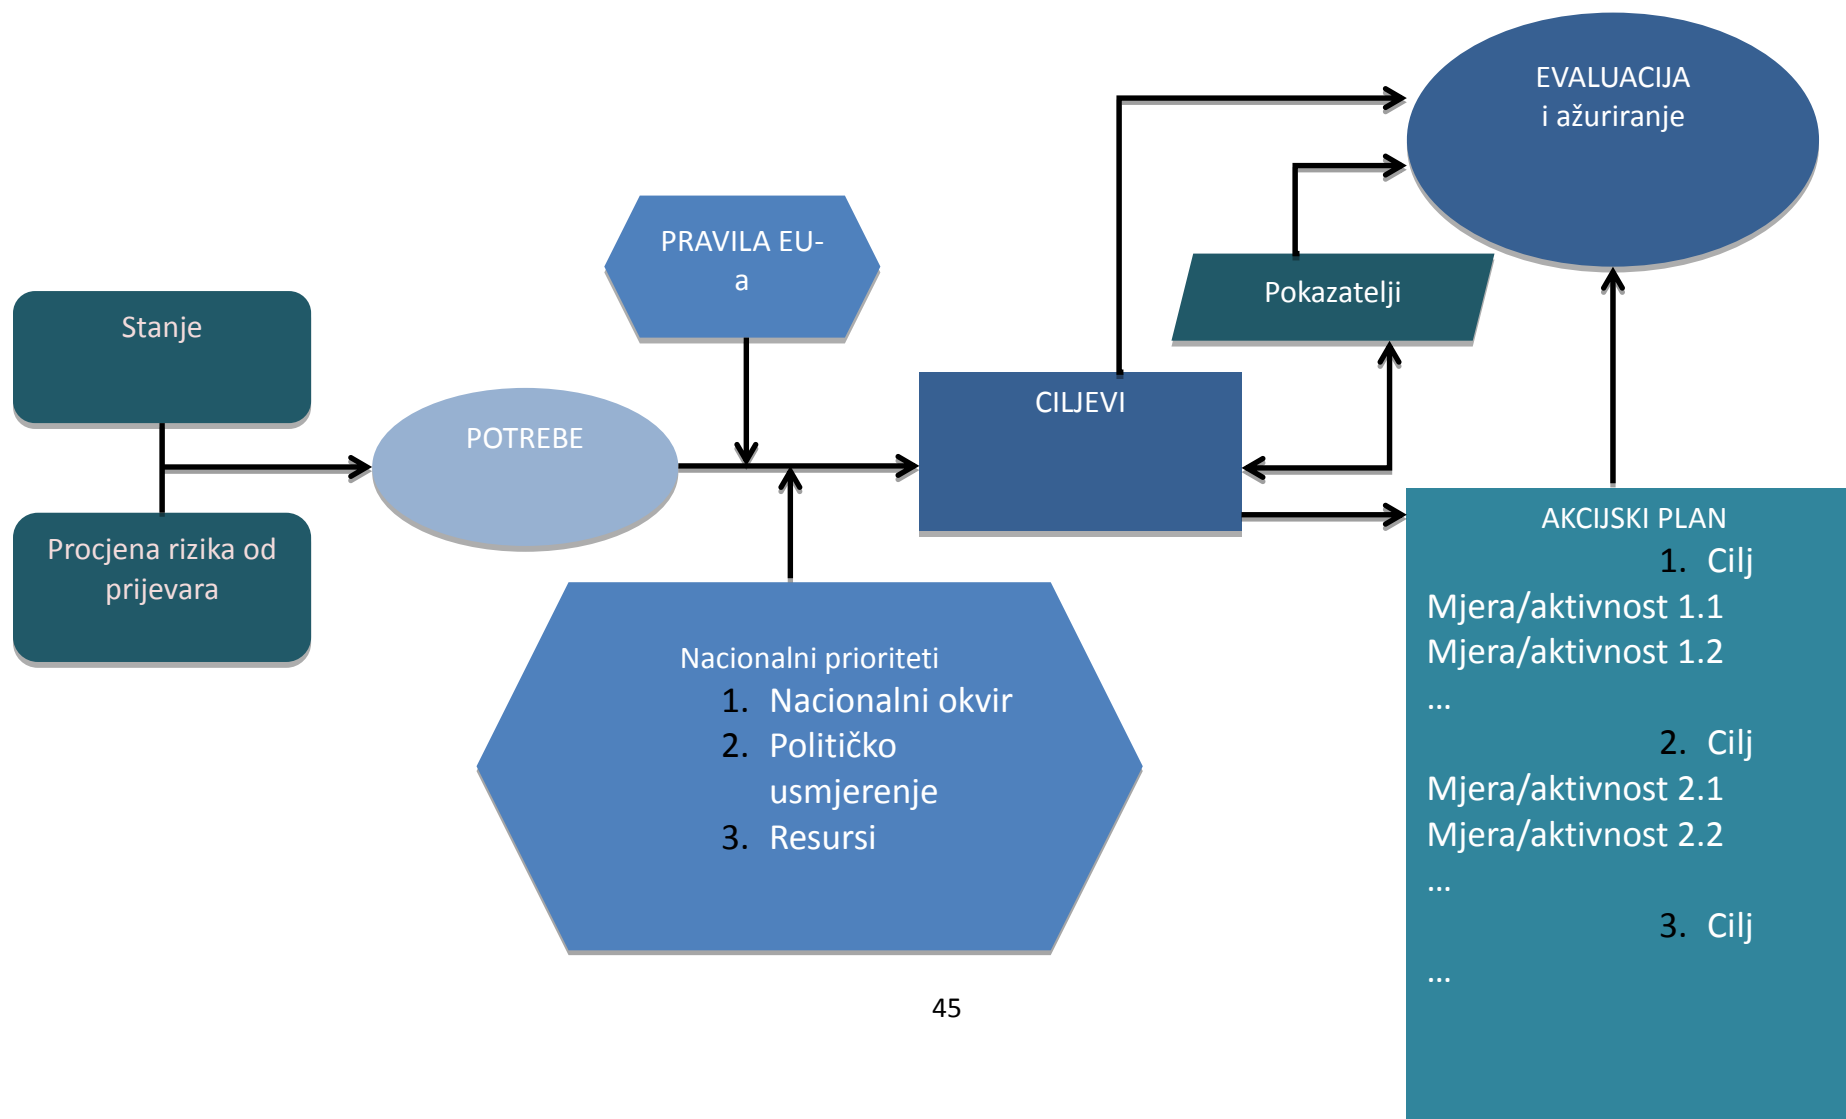 Stanje
Procjena rizika od
prijevara
POTREBE
PRAVILA EU-
a
Nacionalni prioriteti
1. Nacionalni okvir
2. Političko
usmjerenje
3. Resursi
CILJEVI
Pokazatelji
EVALUACIJA
i ažuriranje
AKCIJSKI PLAN
1. Cilj
Mjera/aktivnost 1.1
Mjera/aktivnost 1.2
...
2. Cilj
Mjera/aktivnost 2.1
Mjera/aktivnost 2.2
...
3. Cilj
...
45